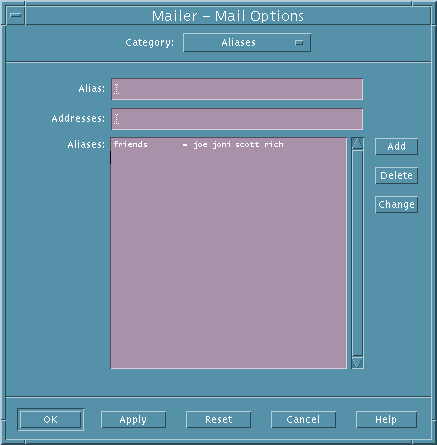 Mailer – Mail Options
Category: Aliases
Alias:
Addresses:
Aliases: friends = joe joni scott rich
Add
Delete
Change
OK Apply Reset Cancel Help